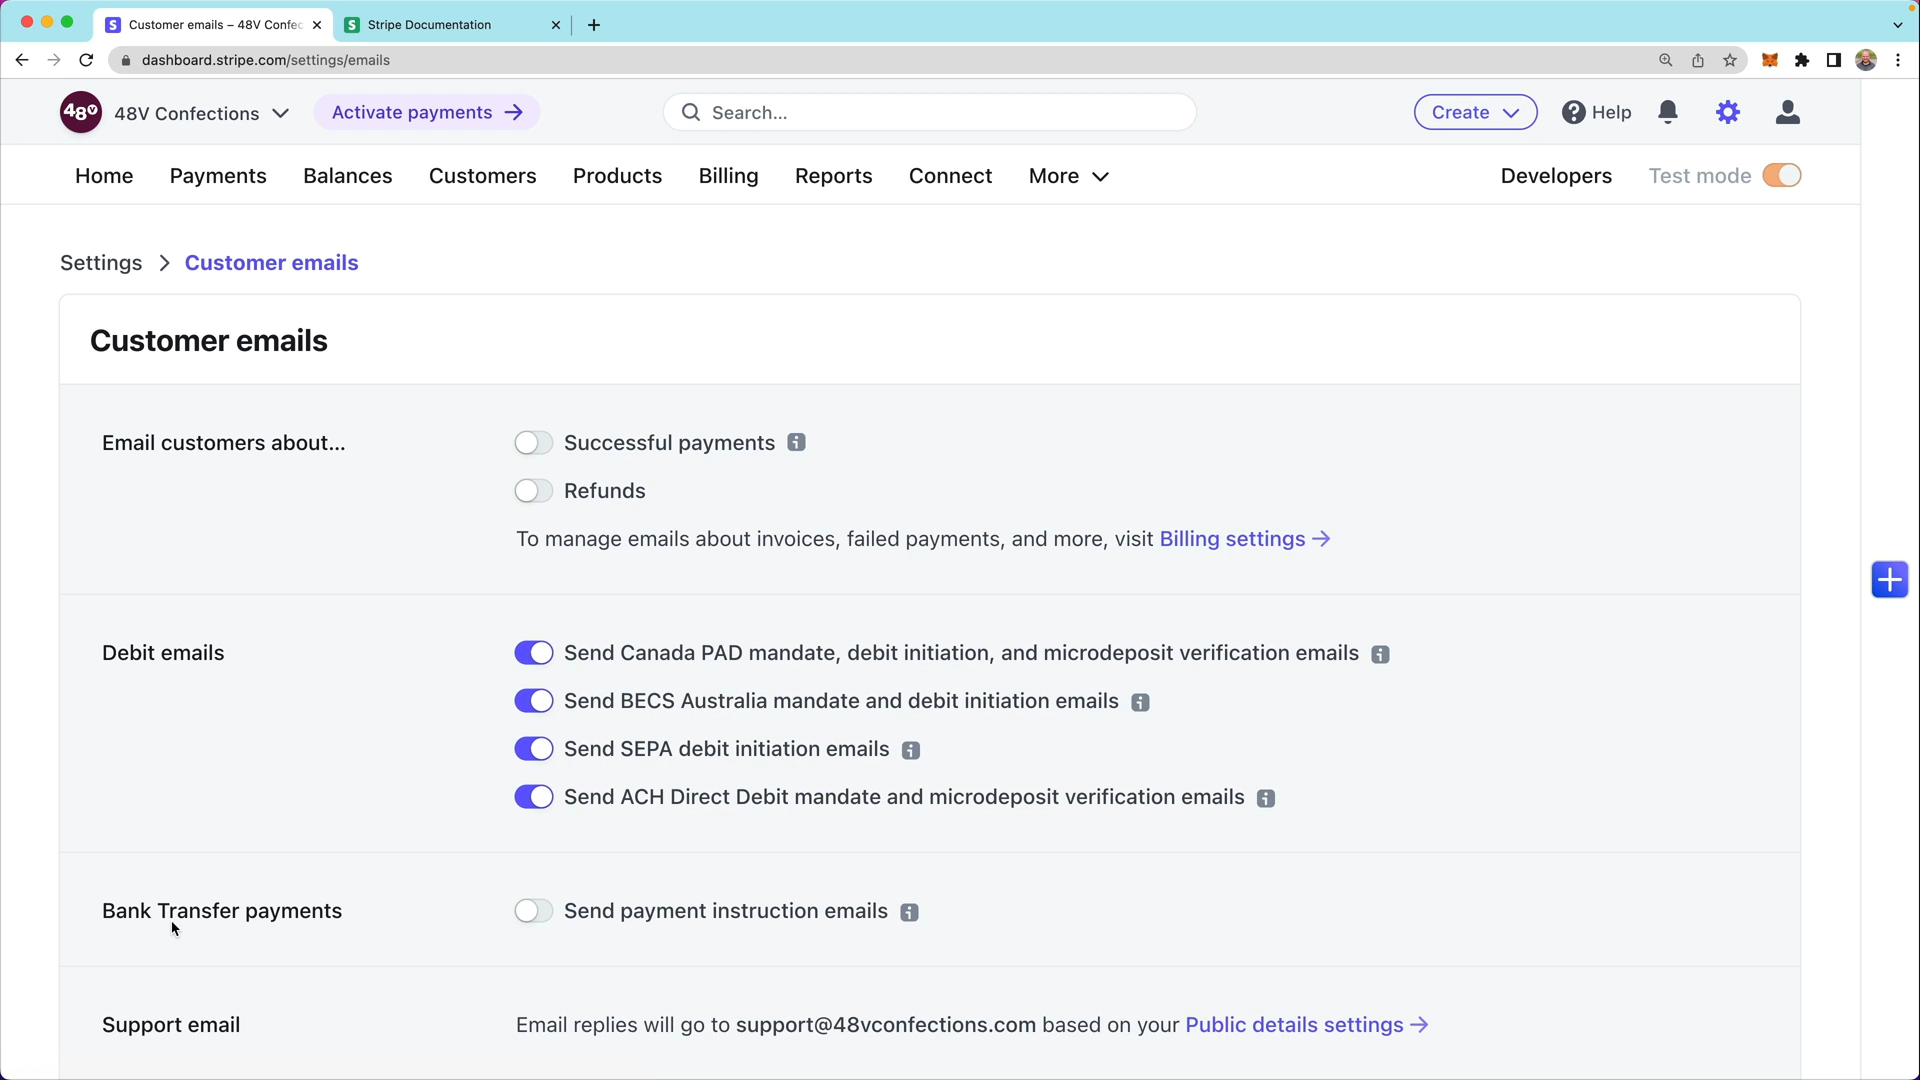 Customer emails – 48V Confec
Stripe Documentation
dashboard.stripe.com/settings/emails
48V
48V Confections
Activate payments →
Search...
Create
Help
Home
Payments
Balances
Customers
Products
Billing
Reports
Connect
More
Developers
Test mode
Settings > Customer emails
Customer emails
Email customers about...
Successful payments
Refunds
To manage emails about invoices, failed payments, and more, visit Billing settings →
Debit emails
Send Canada PAD mandate, debit initiation, and microdeposit verification emails
Send BECS Australia mandate and debit initiation emails
Send SEPA debit initiation emails
Send ACH Direct Debit mandate and microdeposit verification emails
Bank Transfer payments
Send payment instruction emails
Support email
Email replies will go to support@48vconfections.com based on your Public details settings →